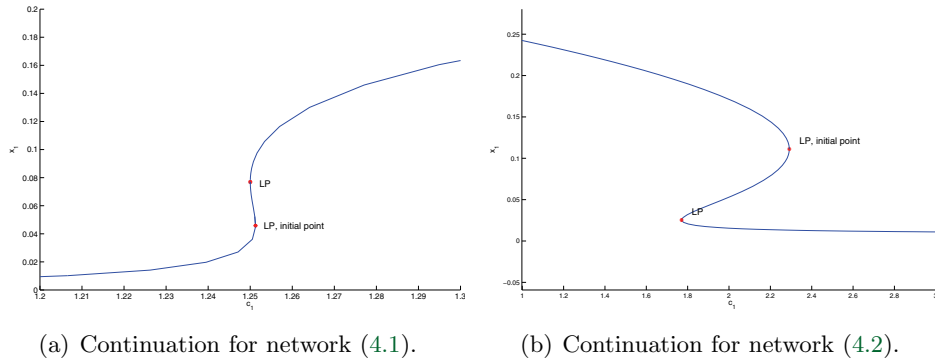 0.2
0.18
0.16
0.14
0.12
0.1
0.08
0.06
0.04
0.02
0
x1
LP
LP, initial point
1.2 1.21 1.22 1.23 1.24 1.25 1.26 1.27 1.28 1.29 1.3
c1
0.25
0.2
0.15
0.1
0.05
0
−0.05
x1
LP, initial point
LP
1 1.2 1.4 1.6 1.8 2 2.2 2.4 2.6 2.8
c1
(a) Continuation for network (4.1).
(b) Continuation for network (4.2).